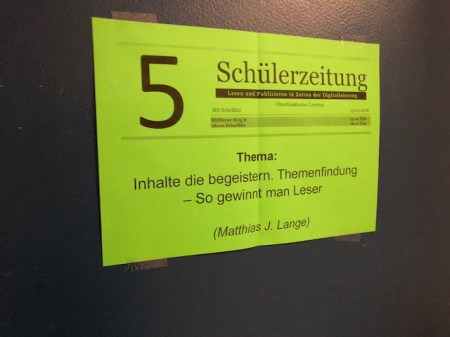 5
Schülerzeitung
Lesen und Publizieren in Zeiten der Digitalisierung
Thema:
Inhalte die begeistern. Themenfindung
– So gewinnt man Leser
(Matthias J. Lange)